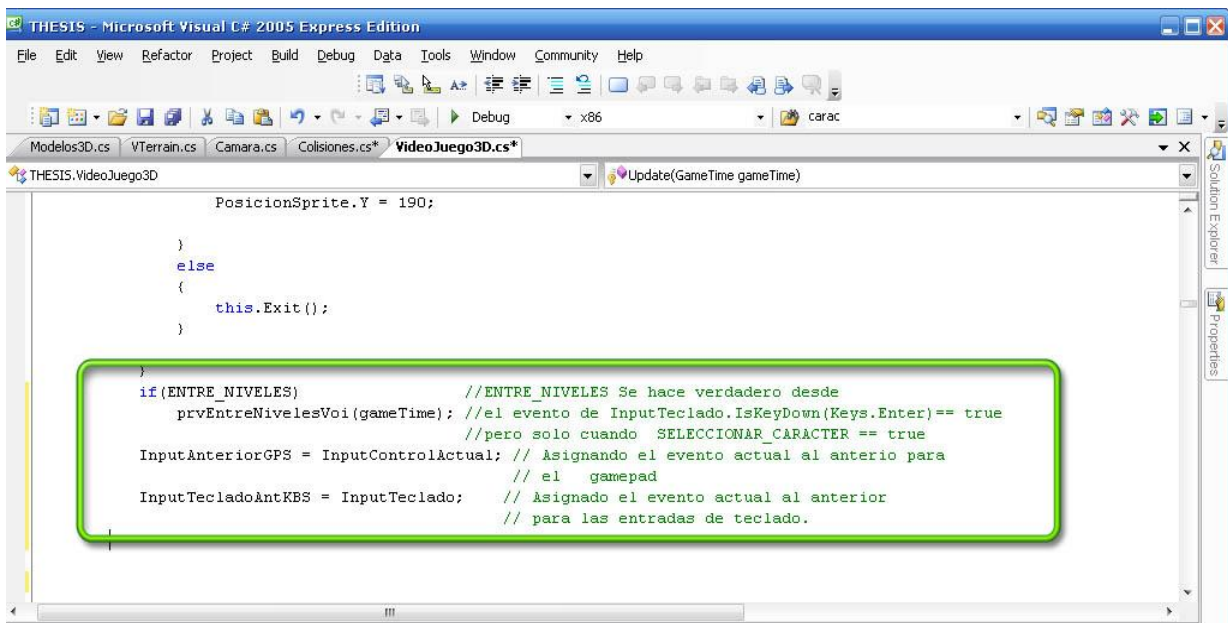 THESIS - Microsoft Visual C# 2005 Express Edition
File Edit View Refactor Project Build Debug Data Tools Window Community Help
Debug x86 carac
Modelos3D.cs VTerrain.cs Camara.cs Colisiones.cs* VideoJuego3D.cs*
THESIS.VideoJuego3D Update(GameTime gameTime)
PosicionSprite.Y = 190;
}
else
{
this.Exit();
}
}
if(ENTRE_NIVELES) //ENTRE_NIVELES Se hace verdadero desde
prvEntreNivelesVoi(gameTime); //el evento de InputTeclado.IsKeyDown(Keys.Enter)== true
//pero solo cuando SELECCIONAR_CARACTER == true
InputAnteriorGPS = InputControlActual; // Asignando el evento actual al anterio para
// el gamepad
InputTecladoAntKBS = InputTeclado; // Asignado el evento actual al anterior
// para las entradas de teclado.
Solution Explorer
Properties